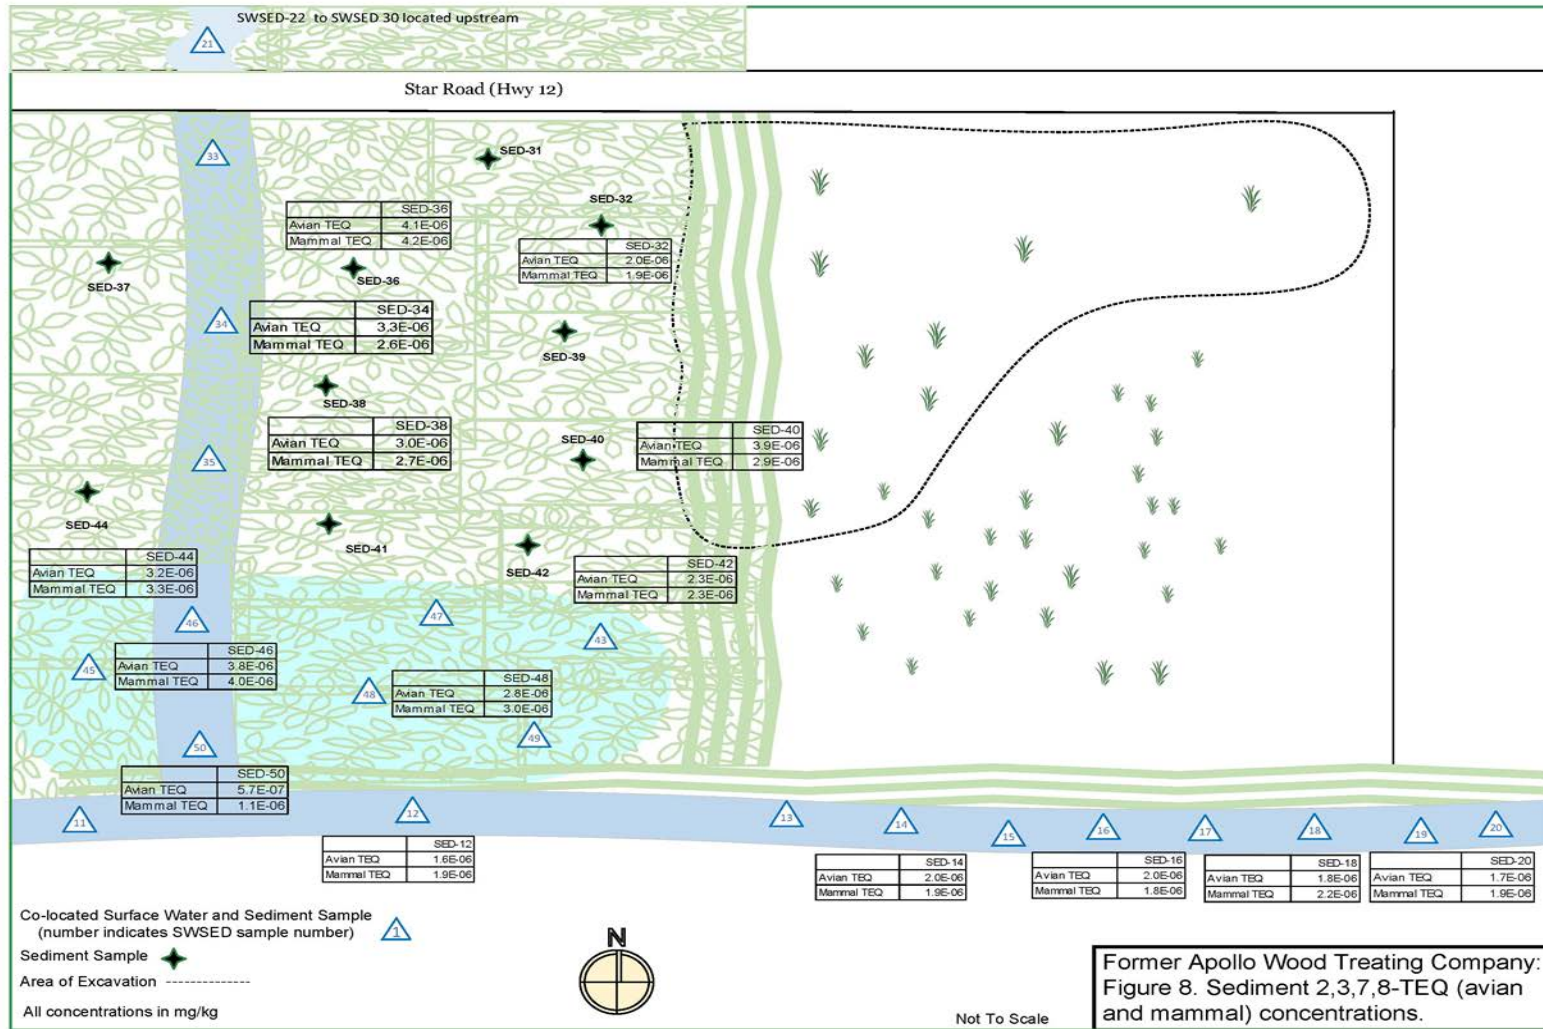 SWSED-22 to SWSED 30 located upstream
21
Star Road (Hwy 12)
33
SED-31
SED-32
SED-36
Avian TEQ 4.1E-06
Mammal TEQ 4.2E-06
SED-32
Avian TEQ 2.0E-06
Mammal TEQ 1.9E-06
SED-37
SED-36
34
SED-34
Avian TEQ 3.3E-06
Mammal TEQ 2.6E-06
SED-39
SED-38
SED-38
Avian TEQ 3.0E-06
Mammal TEQ 2.7E-06
SED-40
SED-40
Avian TEQ 3.9E-06
Mammal TEQ 2.9E-06
35
SED-44
SED-41
SED-42
SED-44
Avian TEQ 3.2E-06
Mammal TEQ 3.3E-06
SED-42
Avian TEQ 2.3E-06
Mammal TEQ 2.3E-06
46
47
43
45
SED-46
Avian TEQ 3.8E-06
Mammal TEQ 4.0E-06
48
SED-48
Avian TEQ 2.8E-06
Mammal TEQ 3.0E-06
49
50
SED-50
Avian TEQ 5.7E-07
Mammal TEQ 1.1E-06
11
12
13
14
15
16
17
18
19
20
SED-12
Avian TEQ 1.6E-06
Mammal TEQ 1.9E-06
SED-14
Avian TEQ 2.0E-06
Mammal TEQ 1.9E-06
SED-16
Avian TEQ 2.0E-06
Mammal TEQ 1.8E-06
SED-18
Avian TEQ 1.8E-06
Mammal TEQ 2.2E-06
SED-20
Avian TEQ 1.7E-06
Mammal TEQ 1.9E-06
Co-located Surface Water and Sediment Sample
(number indicates SWSED sample number) 1
Sediment Sample
Area of Excavation
All concentrations in mg/kg
N
Not To Scale
Former Apollo Wood Treating Company:
Figure 8. Sediment 2,3,7,8-TEQ (avian
and mammal) concentrations.